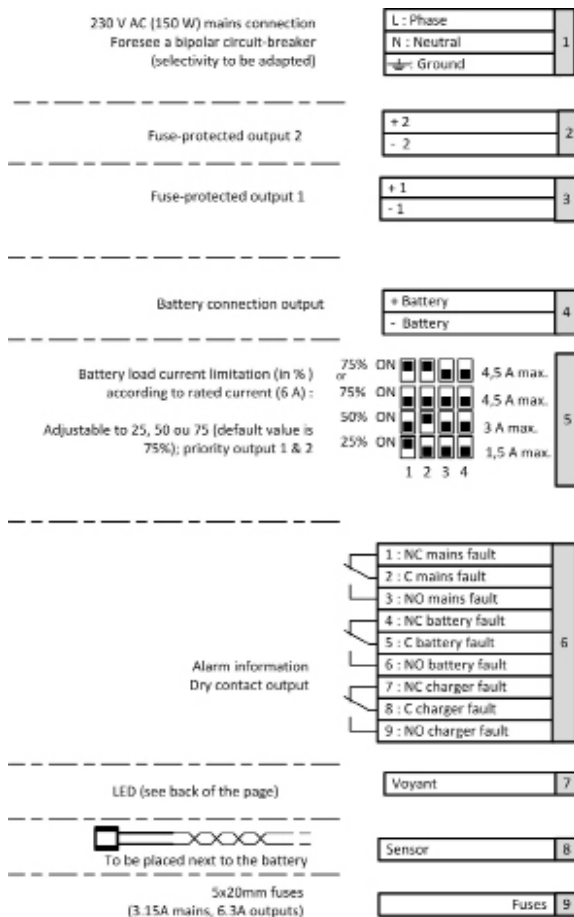 230 V AC (150 W) mains connection
Foresee a bipolar circuit-breaker
(selectivity to be adapted)
L : Phase
N : Neutral
: Ground
1
Fuse-protected output 2
+ 2
- 2
2
Fuse-protected output 1
+ 1
- 1
3
Battery connection output
+ Battery
- Battery
4
Battery load current limitation (in % )
according to rated current (6 A) :
Adjustable to 25, 50 ou 75 (default value is
75%); priority output 1 & 2
75% ON 4,5 A max.
or
75% ON 4,5 A max.
50% ON 3 A max.
25% ON 1,5 A max.
1 2 3 4
5
Alarm information
Dry contact output
1 : NC mains fault
2 : C mains fault
3 : NO mains fault
4 : NC battery fault
5 : C battery fault
6 : NO battery fault
7 : NC charger fault
8 : C charger fault
9 : NO charger fault
6
LED (see back of the page)
Voyant 7
To be placed next to the battery
Sensor 8
5x20mm fuses
(3.15A mains, 6.3A outputs)
Fuses 9